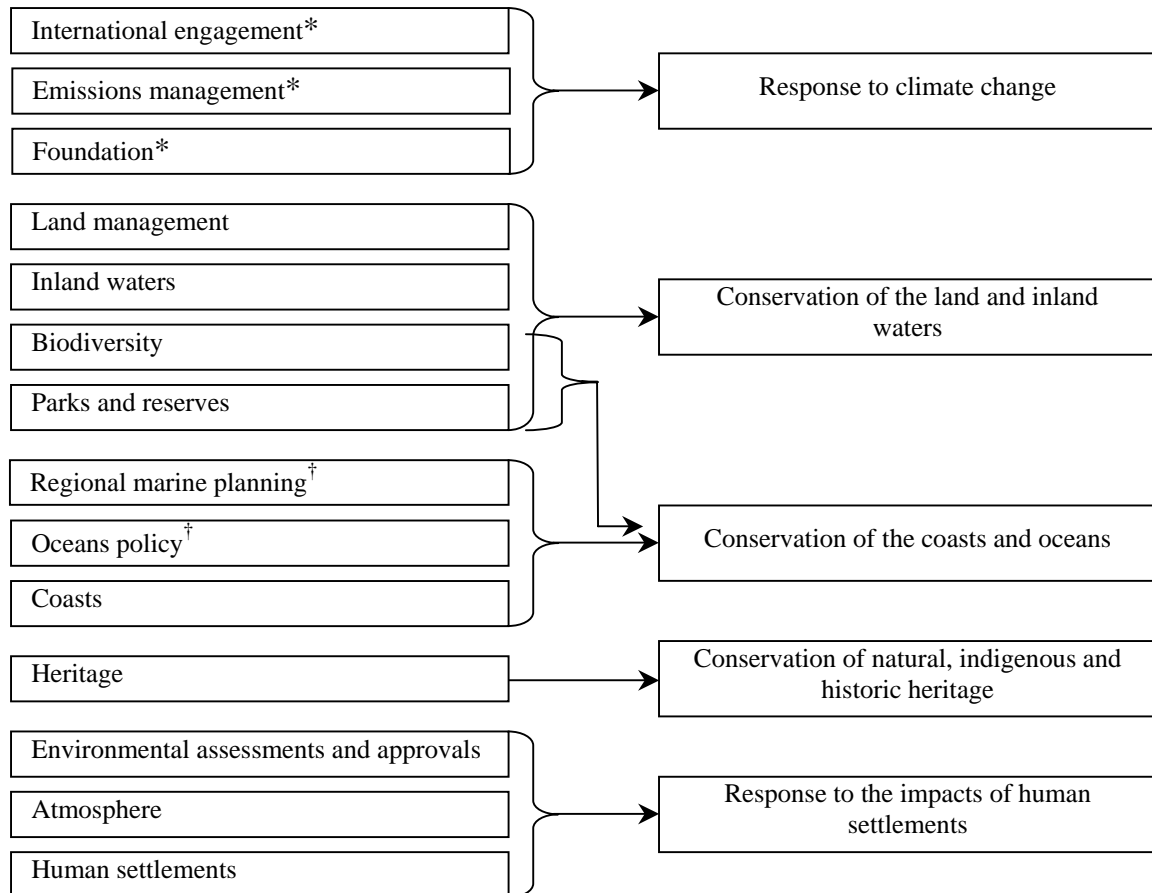 International engagement*
Emissions management*
Foundation*
Response to climate change
Land management
Inland waters
Biodiversity
Parks and reserves
Conservation of the land and inland
waters
Regional marine planning†
Oceans policy†
Coasts
Conservation of the coasts and oceans
Heritage
Conservation of natural, indigenous and
historic heritage
Environmental assessments and approvals
Atmosphere
Human settlements
Response to the impacts of human
settlements